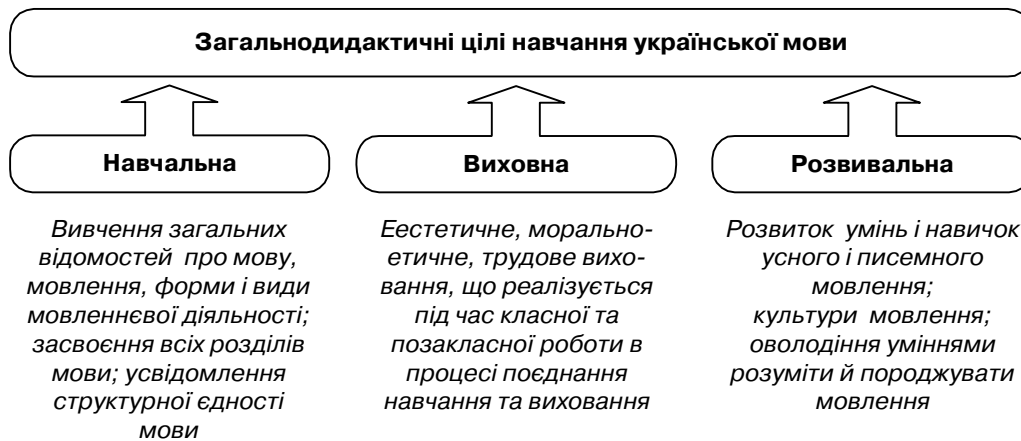 Загальнодидактичні цілі навчання української мови
Навчальна
Вивчення загальних
відомостей про мову,
мовлення, форми і види
мовленнєвої діяльності;
засвоєння всіх розділів
мови; усвідомлення
структурної єдності
мови
Виховна
Еестетичне, морально-
етичне, трудове вихо-
вання, що реалізується
під час класної та
позакласної роботи в
процесі поєднання
навчання та виховання
Розвивальна
Розвиток умінь і навичок
усного і писемного
мовлення;
культури мовлення;
оволодіння уміннями
розуміти й породжувати
мовлення